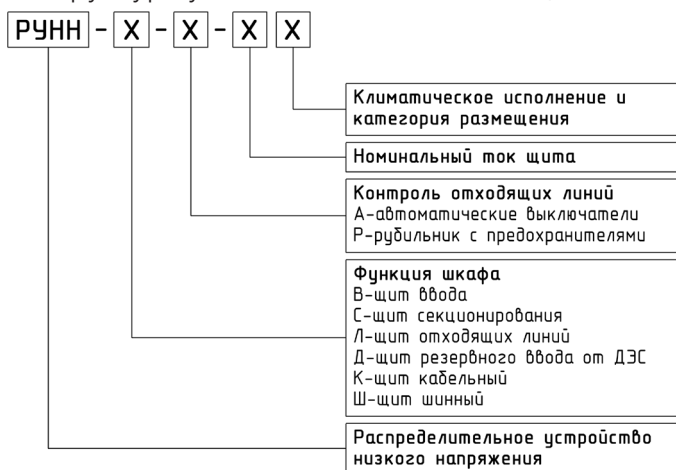 РУНН - Х - Х - Х Х
Климатическое исполнение и
категория размещения
Номинальный ток щита
Контроль отходящих линий
А-автоматические выключатели
Р-рубильник с предохранителями
Функция шкафа
В-щит ввода
С-щит секционирования
Л-щит отходящих линий
Д-щит резервного ввода от ДЭС
К-щит кабельный
Ш-щит шинный
Распределительное устройство
низкого напряжения